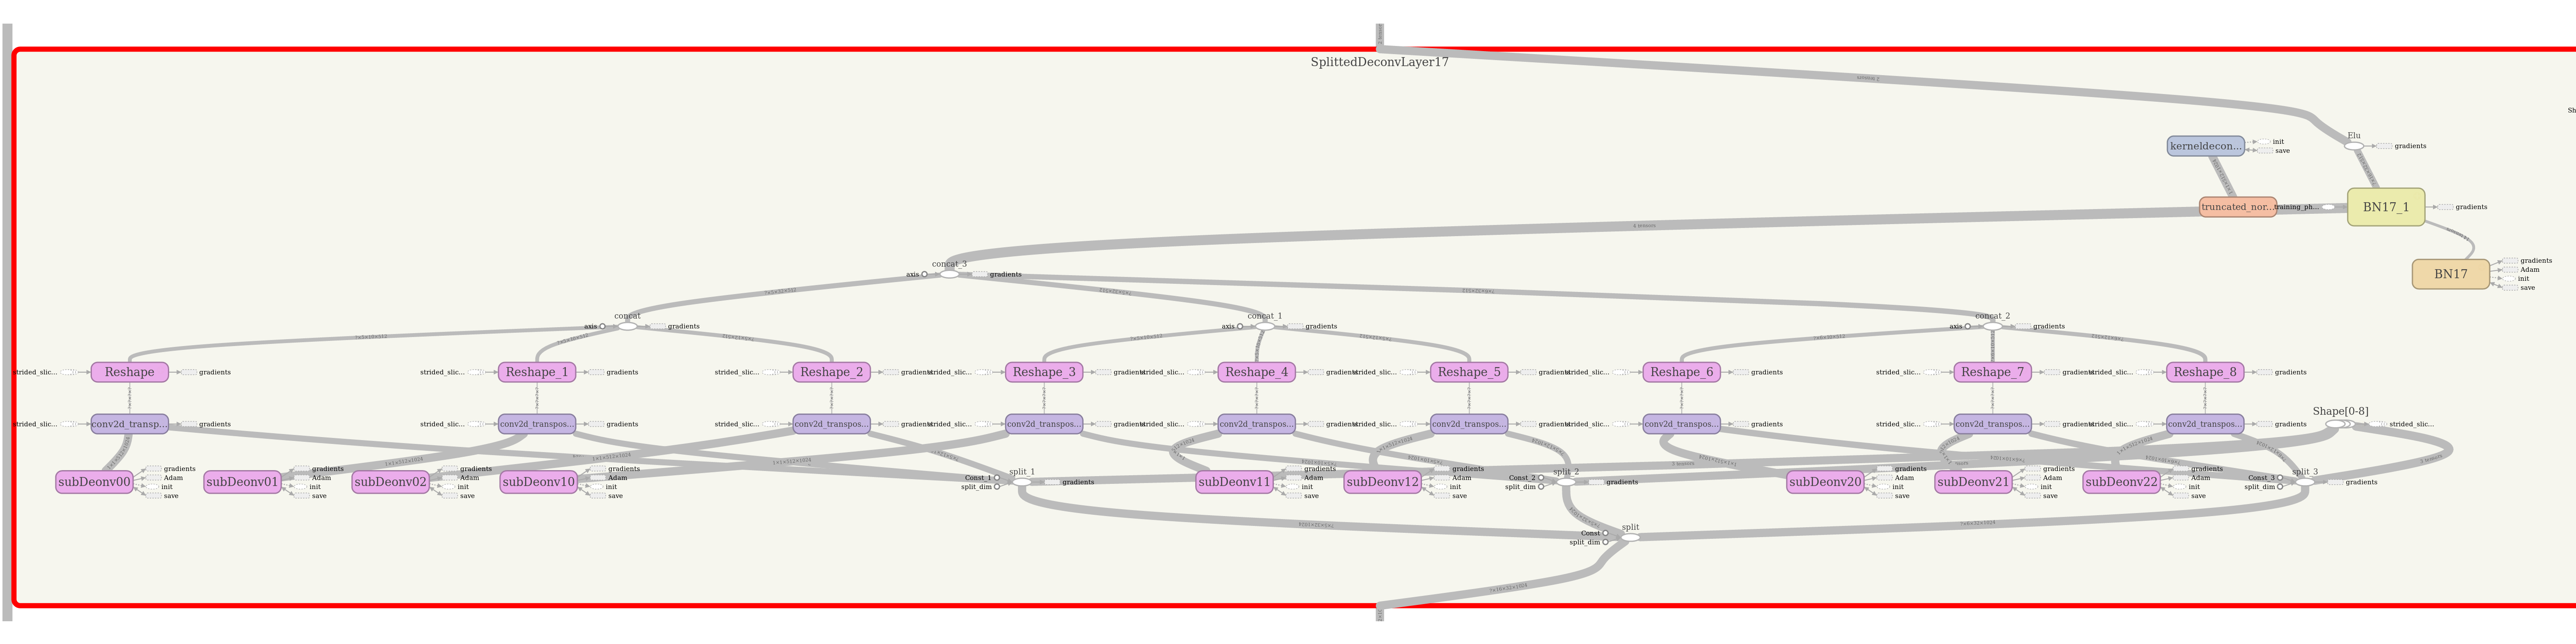 SplittedDeconvLayer17
Sh
Elu
gradients
kerneldecon...
init
save
truncated_nor...
training_ph...
BN17_1
gradients
BN17
gradients
Adam
init
save
concat_3
axis
gradients
concat
axis
gradients
concat_1
axis
gradients
concat_2
axis
gradients
strided_slic...
Reshape
gradients
strided_slic...
Reshape_1
gradients
strided_slic...
Reshape_2
gradients
strided_slic...
Reshape_3
gradients
strided_slic...
Reshape_4
gradients
strided_slic...
Reshape_5
gradients
strided_slic...
Reshape_6
gradients
strided_slic...
Reshape_7
gradients
strided_slic...
Reshape_8
gradients
Shape[0-8]
strided_slic...
strided_slic...
conv2d_transp...
gradients
strided_slic...
conv2d_transpos...
gradients
strided_slic...
conv2d_transpos...
gradients
strided_slic...
conv2d_transpos...
gradients
strided_slic...
conv2d_transpos...
gradients
strided_slic...
conv2d_transpos...
gradients
strided_slic...
conv2d_transpos...
gradients
strided_slic...
conv2d_transpos...
gradients
strided_slic...
conv2d_transpos...
gradients
subDeonv00
gradients
Adam
init
save
subDeonv01
gradients
Adam
init
save
subDeonv02
gradients
Adam
init
save
subDeonv10
gradients
Adam
init
save
split_1
Const_1
split_dim
gradients
subDeonv11
gradients
Adam
init
save
subDeonv12
gradients
Adam
init
save
split_2
Const_2
split_dim
gradients
subDeonv20
gradients
Adam
init
save
subDeonv21
gradients
Adam
init
save
subDeonv22
gradients
Adam
init
save
split_3
Const_3
split_dim
gradients
split
Const
split_dim